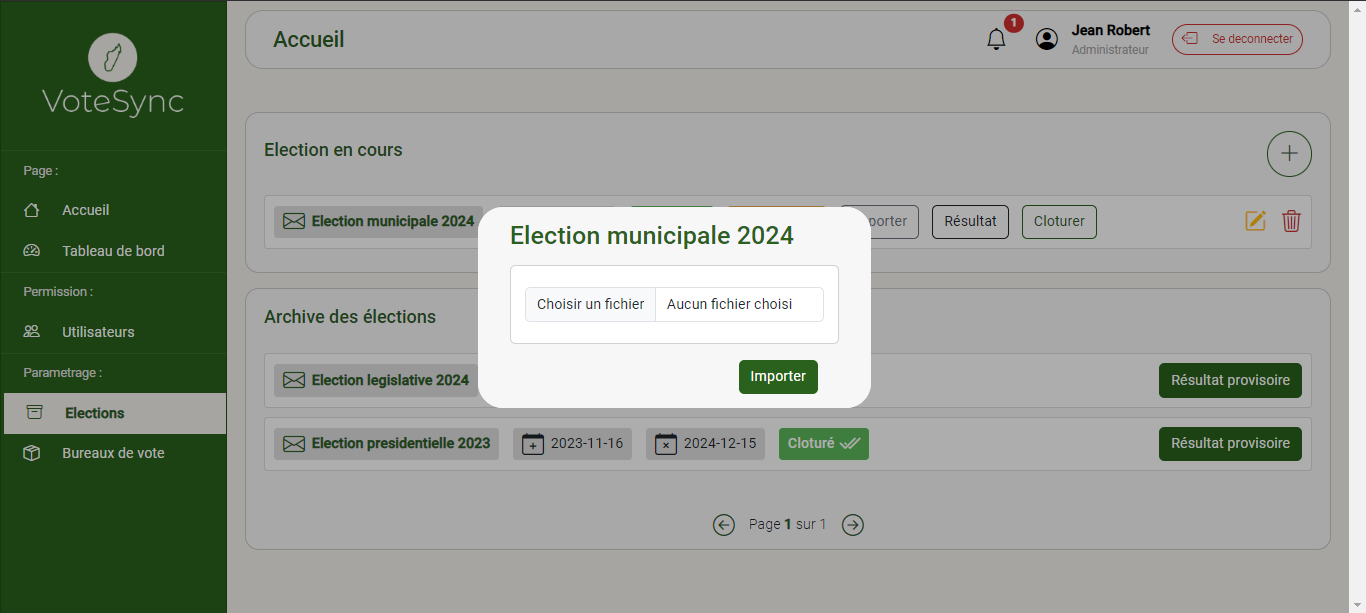 VoteSync
Page :
Accueil
Tableau de bord
Permission :
Utilisateurs
Parametrage :
Elections
Bureaux de vote
Accueil
1
Jean Robert
Administrateur
Se deconnecter
Election en cours
Election municipale 2024
Résultat
Cloturer
Election municipale 2024
Choisir un fichier Aucun fichier choisi
Importer
Archive des élections
Election legislative 2024
Résultat provisoire
Election presidentielle 2023 2023-11-16 2024-12-15 Cloturé Résultat provisoire
Page 1 sur 1